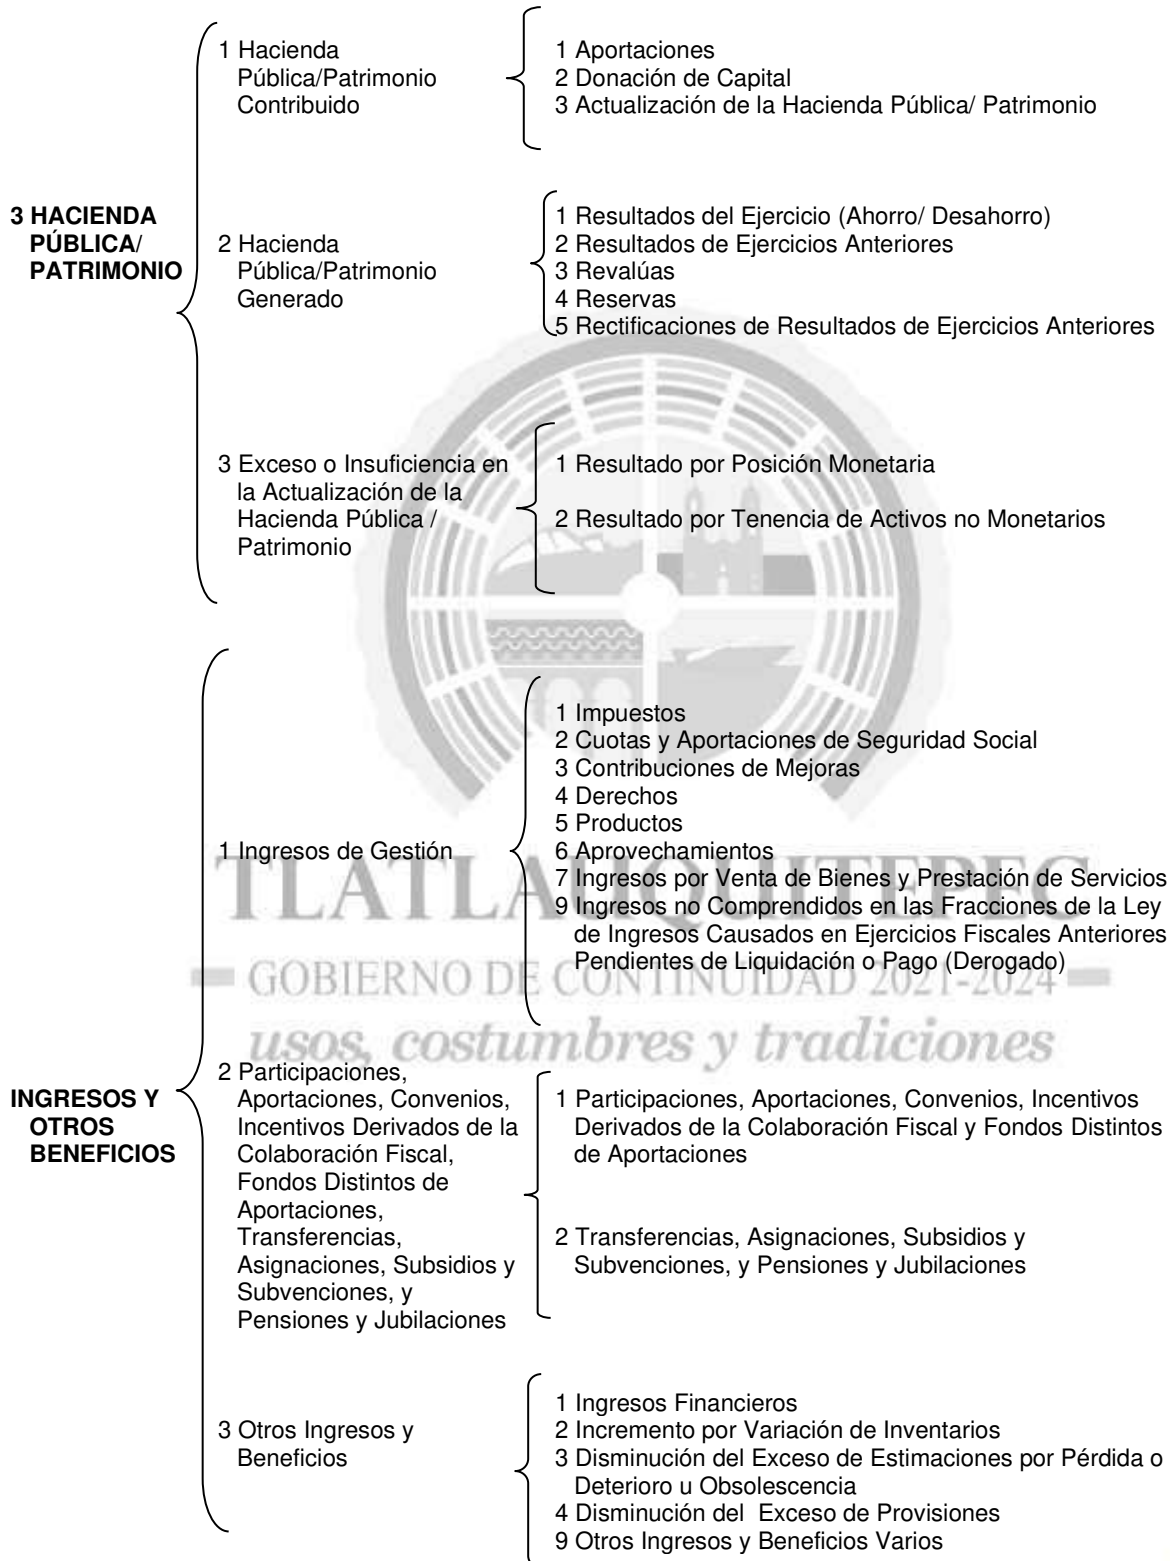 1 Hacienda
Pública/Patrimonio
Contribuido
1 Aportaciones
2 Donación de Capital
3 Actualización de la Hacienda Pública/ Patrimonio
3 HACIENDA
PÚBLICA/
PATRIMONIO
2 Hacienda
Pública/Patrimonio
Generado
1 Resultados del Ejercicio (Ahorro/ Desahorro)
2 Resultados de Ejercicios Anteriores
3 Revalúas
4 Reservas
5 Rectificaciones de Resultados de Ejercicios Anteriores
3 Exceso o Insuficiencia en
la Actualización de la
Hacienda Pública /
Patrimonio
1 Resultado por Posición Monetaria
2 Resultado por Tenencia de Activos no Monetarios
1 Ingresos de Gestión
1 Impuestos
2 Cuotas y Aportaciones de Seguridad Social
3 Contribuciones de Mejoras
4 Derechos
5 Productos
6 Aprovechamientos
7 Ingresos por Venta de Bienes y Prestación de Servicios
9 Ingresos no Comprendidos en las Fracciones de la Ley
de Ingresos Causados en Ejercicios Fiscales Anteriores
Pendientes de Liquidación o Pago (Derogado)
TLATLAUQUITEPEC
GOBIERNO DE CONTINUIDAD 2021-2024
usos, costumbres y tradiciones
INGRESOS Y
OTROS
BENEFICIOS
2 Participaciones,
Aportaciones, Convenios,
Incentivos Derivados de la
Colaboración Fiscal,
Fondos Distintos de
Aportaciones,
Transferencias,
Asignaciones, Subsidios y
Subvenciones, y
Pensiones y Jubilaciones
1 Participaciones, Aportaciones, Convenios, Incentivos
Derivados de la Colaboración Fiscal y Fondos Distintos
de Aportaciones
2 Transferencias, Asignaciones, Subsidios y
Subvenciones, y Pensiones y Jubilaciones
3 Otros Ingresos y
Beneficios
1 Ingresos Financieros
2 Incremento por Variación de Inventarios
3 Disminución del Exceso de Estimaciones por Pérdida o
Deterioro u Obsolescencia
4 Disminución del Exceso de Provisiones
9 Otros Ingresos y Beneficios Varios